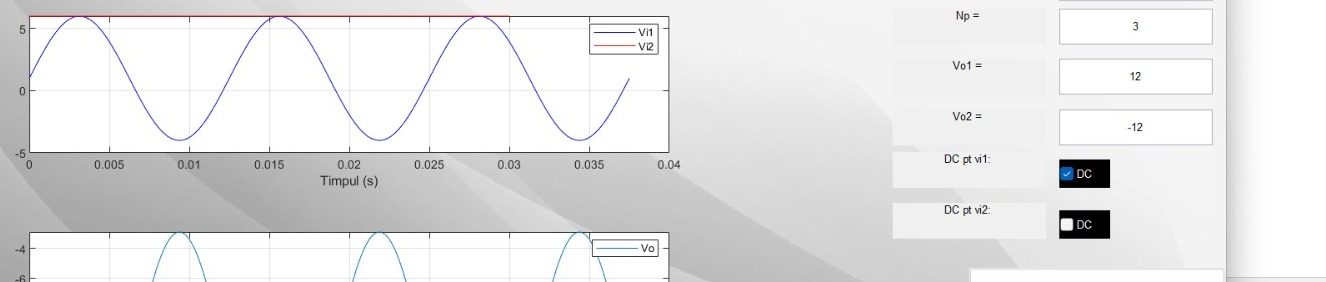 5
0
-5
Vi1
Vi2
0 0.005 0.01 0.015 0.02 0.025 0.03 0.035 0.04
Timpul (s)
-4
-6
Vo
Np =
3
Vo1 =
12
Vo2 =
-12
DC pt vi1:
DC
DC pt vi2:
DC